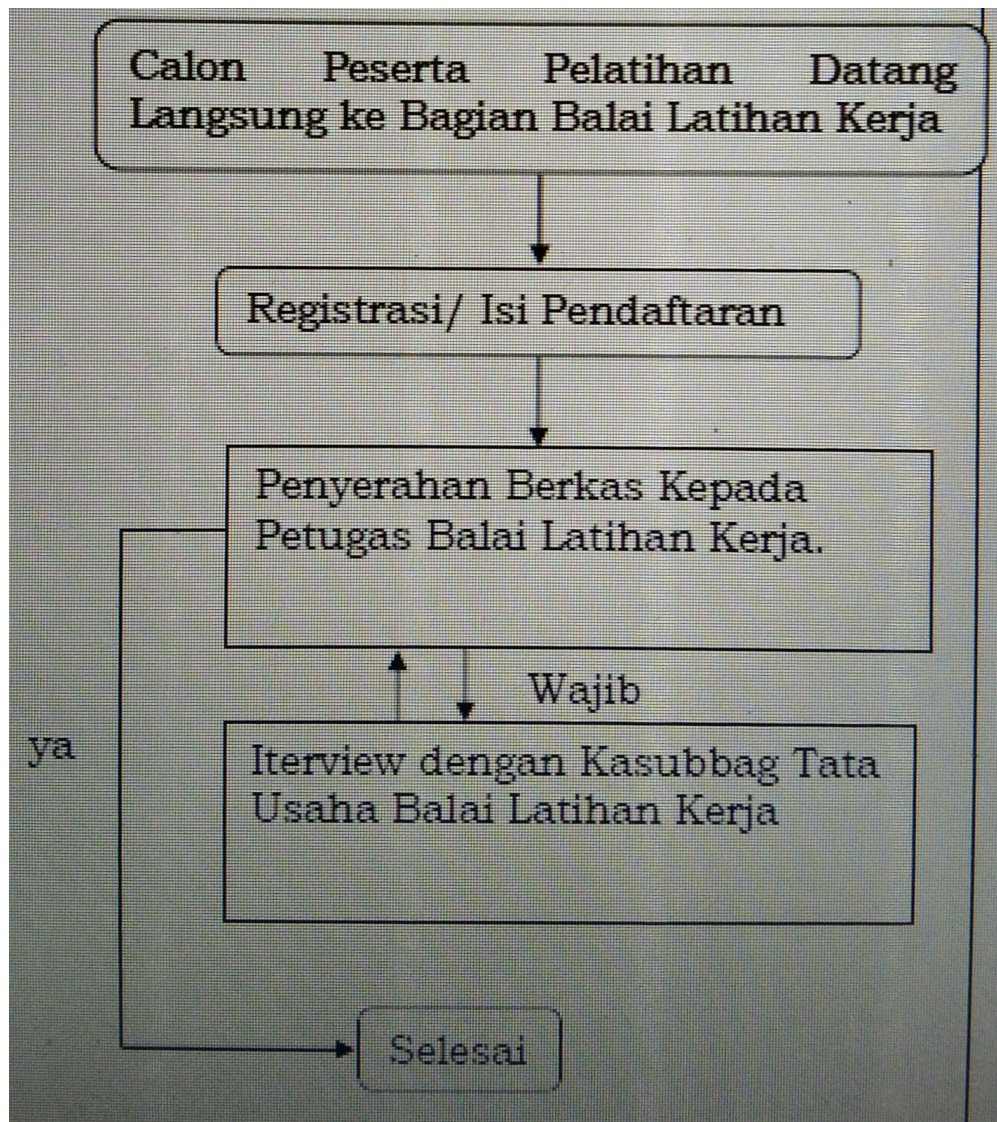 Calon Peserta Pelatihan Datang
Langsung ke Bagian Balai Latihan Kerja
Registrasi/ Isi Pendaftaran
Penyerahan Berkas Kepada
Petugas Balai Latihan Kerja.
Wajib
ya
Iterview dengan Kasubbag Tata
Usaha Balai Latihan Kerja
Selesai